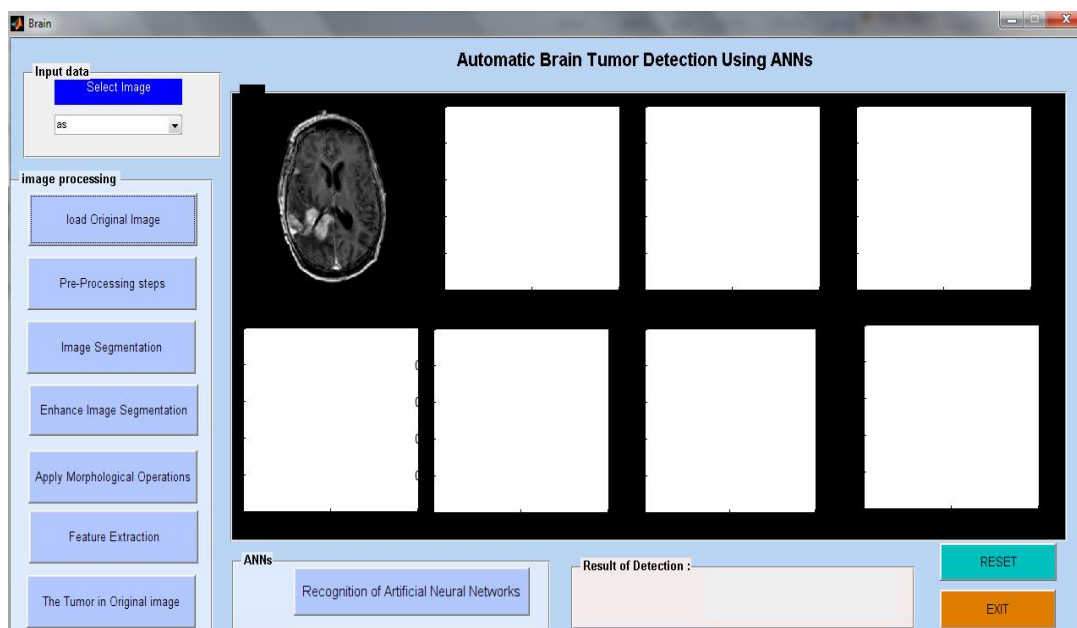 Brain
Automatic Brain Tumor Detection Using ANNs
Input data
Select Image
as
image processing
load Original Image
Pre-Processing steps
Image Segmentation
Enhance Image Segmentation
Apply Morphological Operations
Feature Extraction
The Tumor in Original image
ANNs
Recognition of Artificial Neural Networks
Result of Detection :
RESET
EXIT